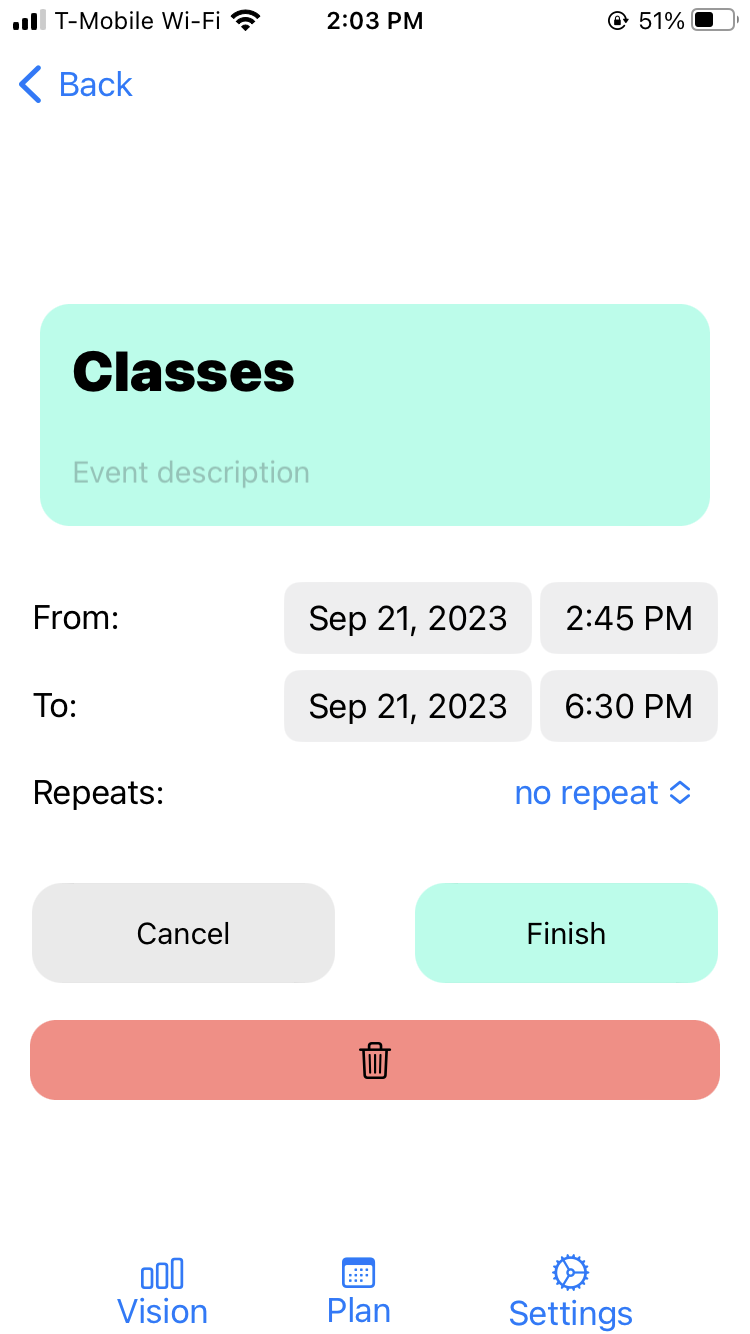 T-Mobile Wi-Fi 2:03 PM 51%
Back
Classes
Event description
From: Sep 21, 2023 2:45 PM
To: Sep 21, 2023 6:30 PM
Repeats: no repeat
Cancel Finish
Vision Plan Settings